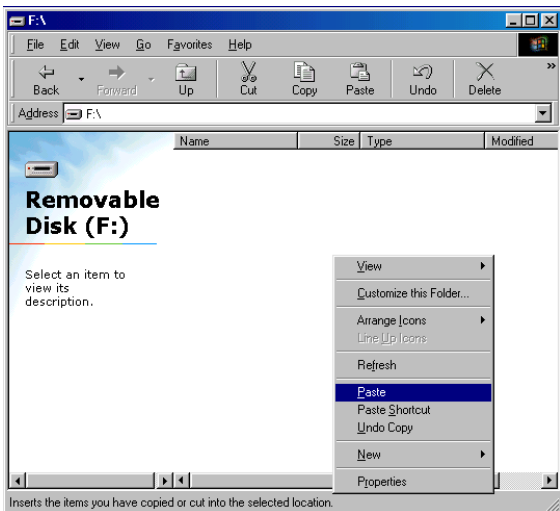 F:\
File Edit View Go Favorites Help
Back Forward Up Cut Copy Paste Undo Delete »
Address F:\
Name Size Type Modified
Removable
Disk (F:)
Select an item to
view its
description.
View
Customize this Folder...
Arrange Icons
Line Up Icons
Refresh
Paste
Paste Shortcut
Undo Copy
New
Properties
Inserts the items you have copied or cut into the selected location.